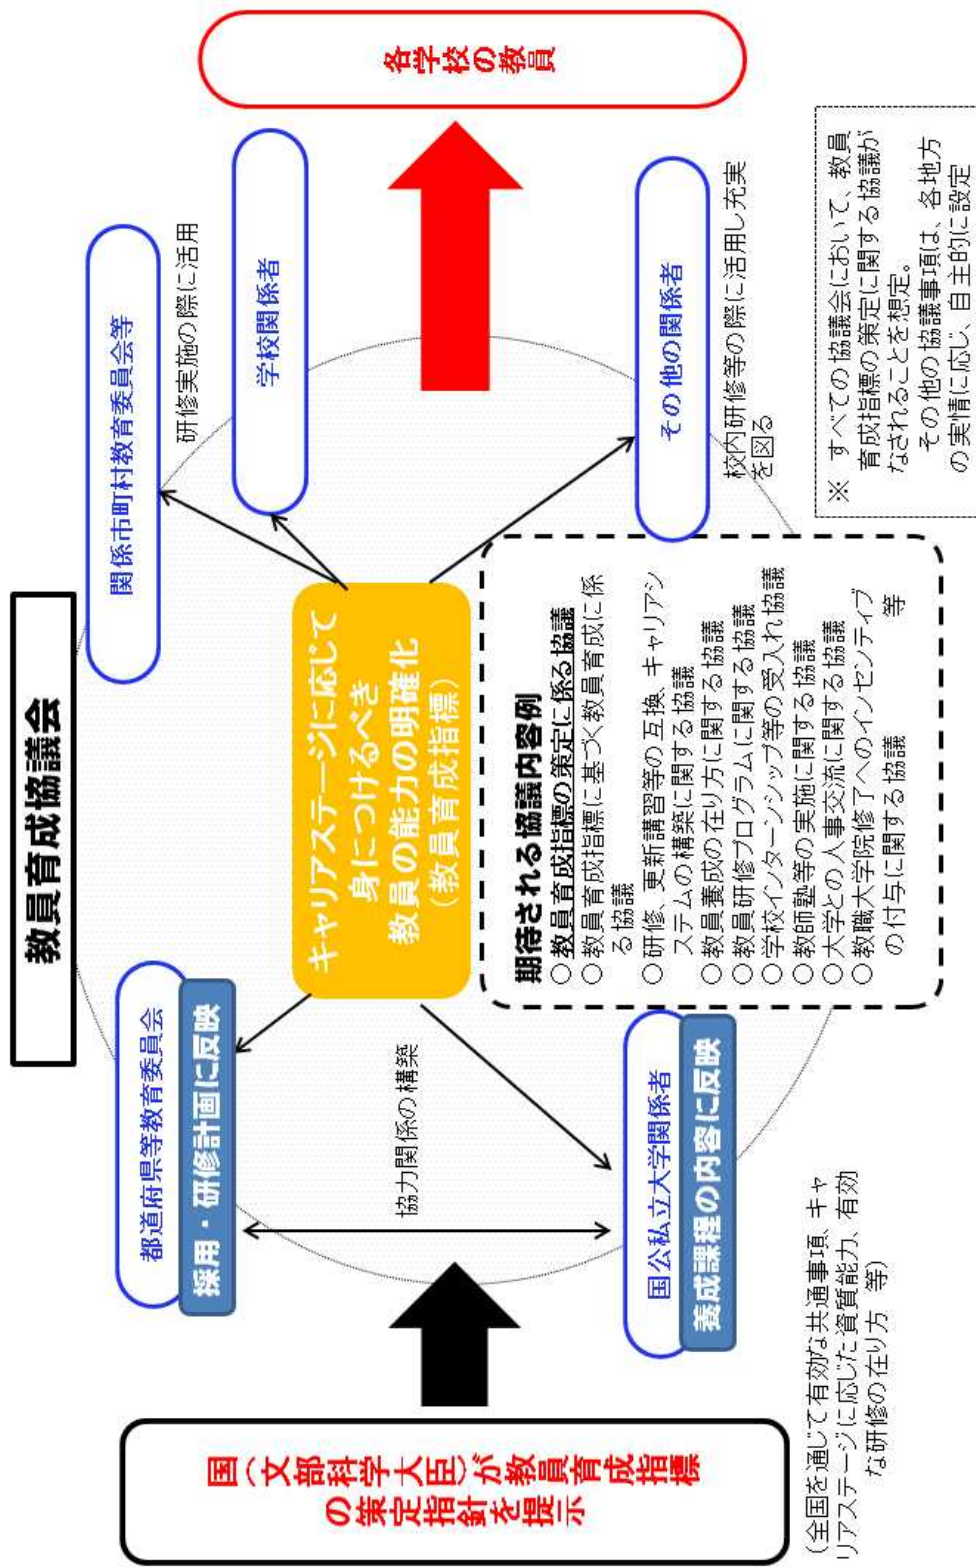 教員育成協議会
国(文部科学大臣)が教員育成指標
の策定指針を提示
(全国を通じて有効な共通事項、キャ
リアステージに応じた資質能力、有効
な研修の在り方　等)
都道府県等教育委員会
採用・研修計画に反映
協力関係の構築
国公私立大学関係者
養成課程の内容に反映
キャリアステージに応じて
身につけるべき
教員の能力の明確化
(教員育成指標)
期待される協議内容例
○教員育成指標の策定に係る協議
○教員育成指標に基づく教員育成に係
る協議
○研修、更新講習等の互換、キャリアシ
ステムの構築に関する協議
○教員養成の在り方に関する協議
○教員研修プログラムに関する協議
○学校インターンシップ等の受入れ協議
○教師塾等の実施に関する協議
○大学との人事交流に関する協議
○教職大学院修了へのインセンティブ
の付与に関する協議　等
関係市町村教育委員会等
研修実施の際に活用
学校関係者
その他の関係者
校内研修等の際に活用し充実
を図る
各学校の教員
※　すべての協議会において、教員
育成指標の策定に関する協議が
なされることを想定。
その他の協議事項は、各地方
の実情に応じ、自主的に設定